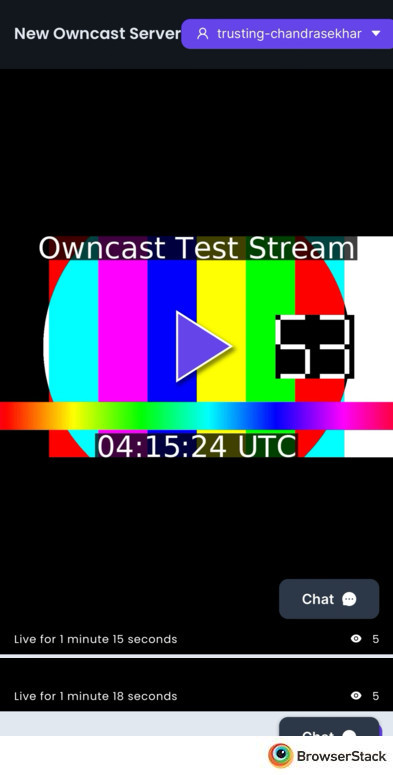 New Owncast Server
trusting-chandrasekhar
Owncast Test Stream
53
04:15:24 UTC
Chat
Live for 1 minute 15 seconds 5
Live for 1 minute 18 seconds 5
Chat
BrowserStack